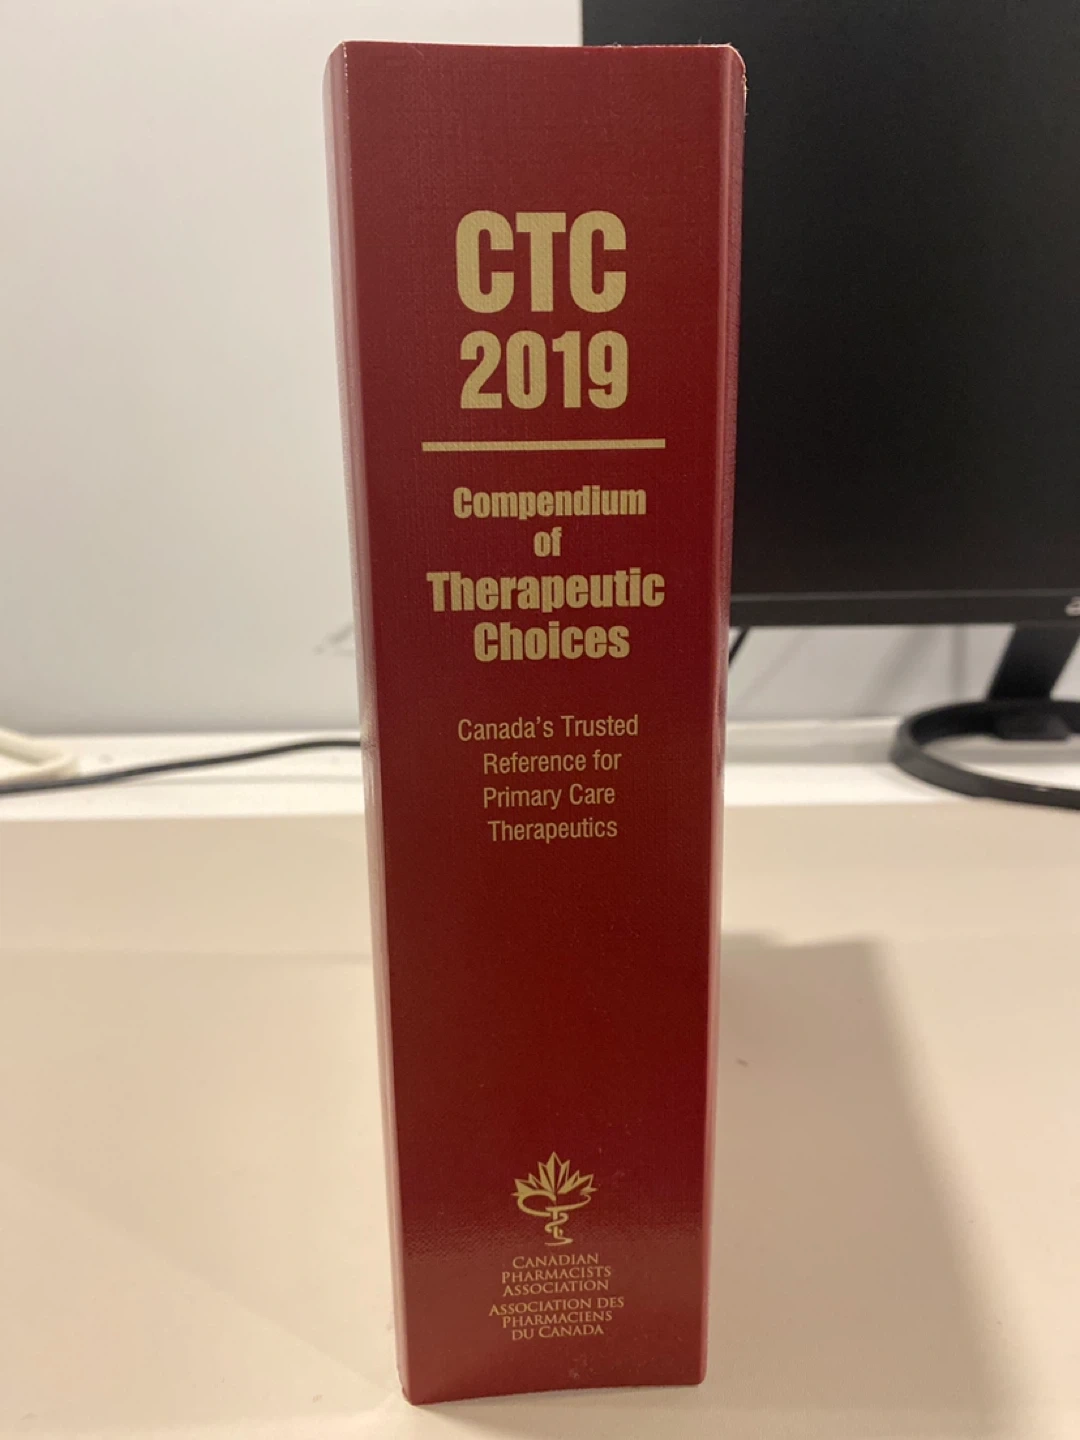 CTC
2019
Compendium
of
Therapeutic
Choices
Canada's Trusted
Reference for
Primary Care
Therapeutics
CANADIAN
PHARMACISTS
ASSOCIATION
ASSOCIATION DES
PHARMACIENS
DU CANADA